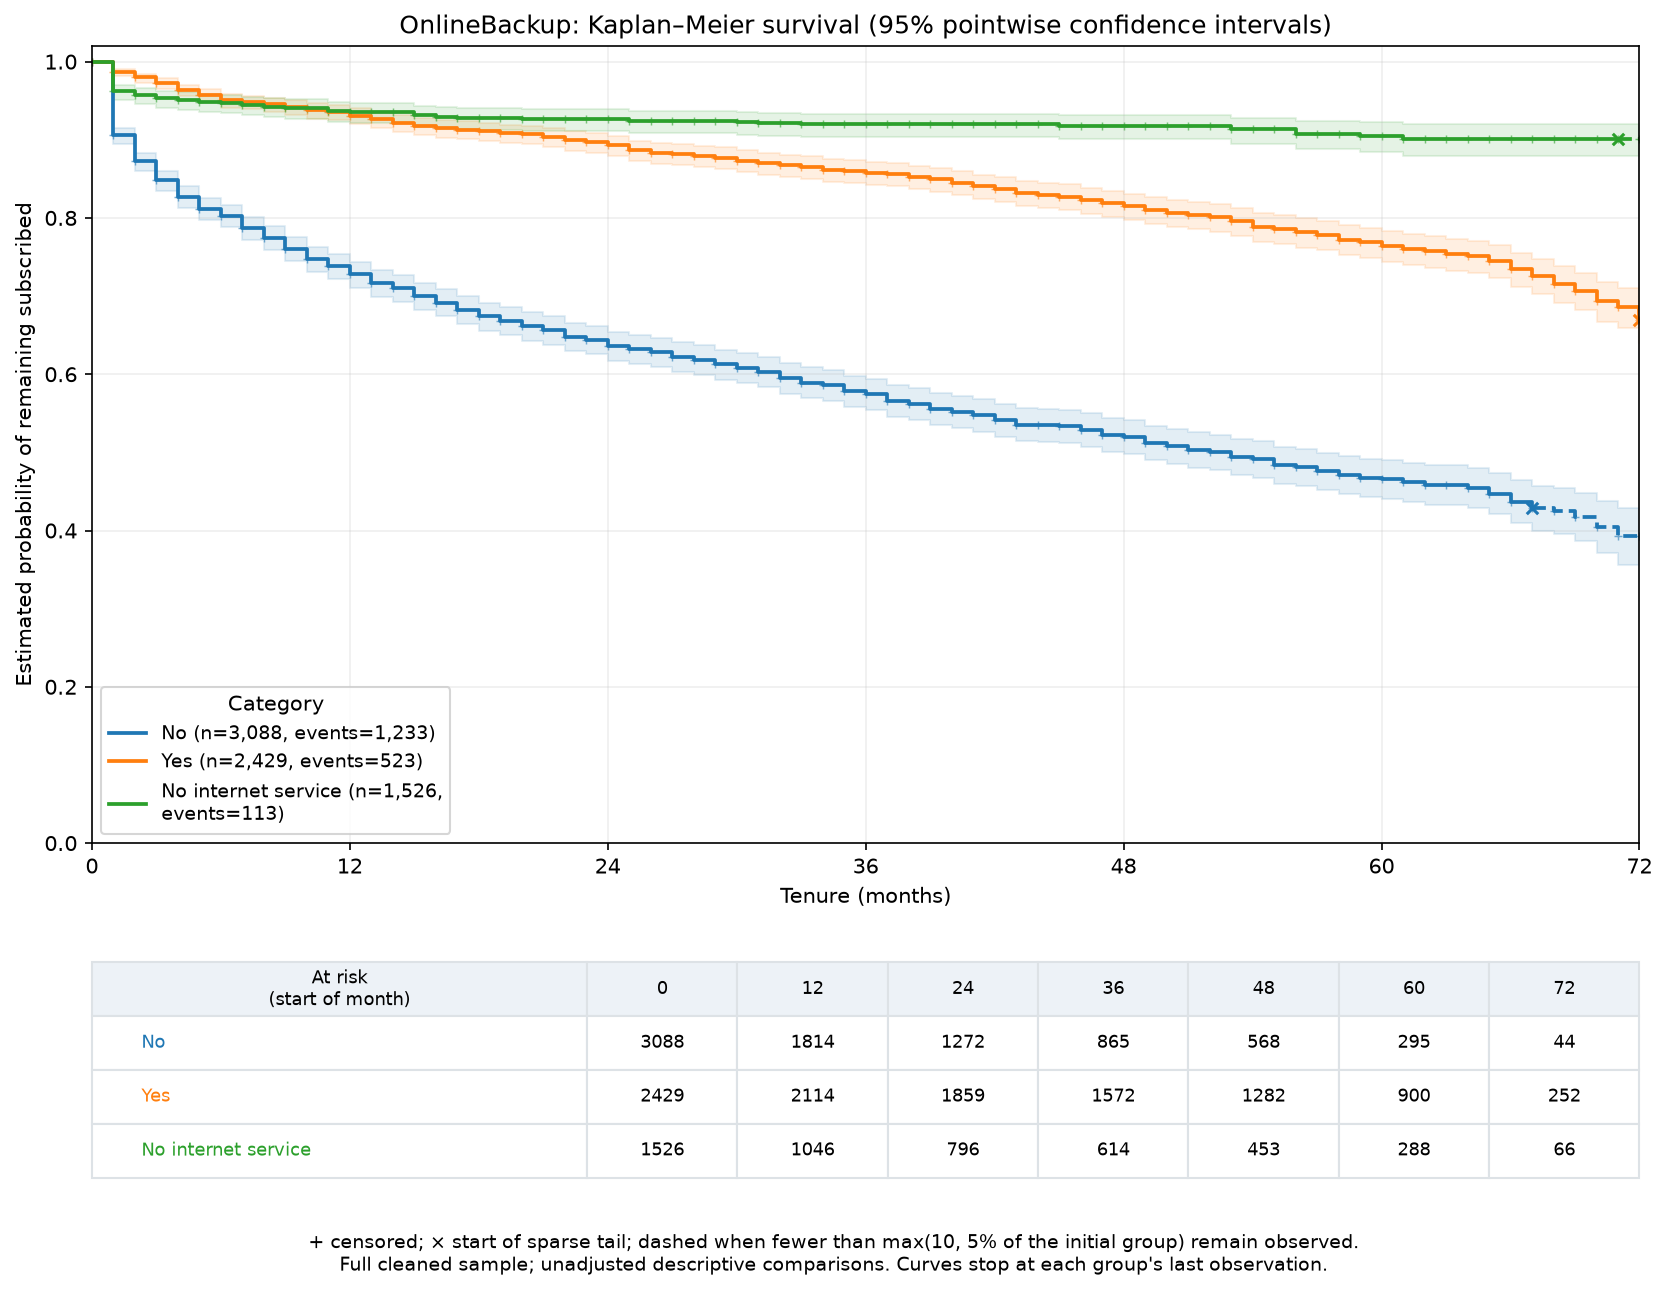 OnlineBackup: Kaplan–Meier survival (95% pointwise confidence intervals)
Estimated probability of remaining subscribed
1.0
0.8
0.6
0.4
0.2
0.0
Category
No (n=3,088, events=1,233)
Yes (n=2,429, events=523)
No internet service (n=1,526,
events=113)
0 12 24 36 48 60 72
Tenure (months)
At risk
(start of month) 0 12 24 36 48 60 72
No 3088 1814 1272 865 568 295 44
Yes 2429 2114 1859 1572 1282 900 252
No internet service 1526 1046 796 614 453 288 66
+ censored; × start of sparse tail; dashed when fewer than max(10, 5% of the initial group) remain observed.
Full cleaned sample; unadjusted descriptive comparisons. Curves stop at each group's last observation.